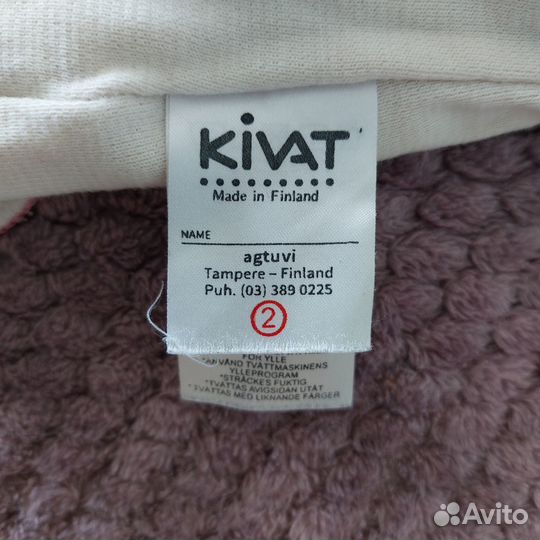 KiVAT
Made in Finland
NAME
agtuvi
Tampere – Finland
Puh. (03) 389 0225
2
FÖR YLLE
ANVÄND TVÄTTMASKINENS
YLLEPROGRAM
*STRÄCKES FUKTIG
*TVÄTTAS AVIGSIDAN UTÅT
*TVÄTTAS MED LIKNANDE FÄRGER
Avito